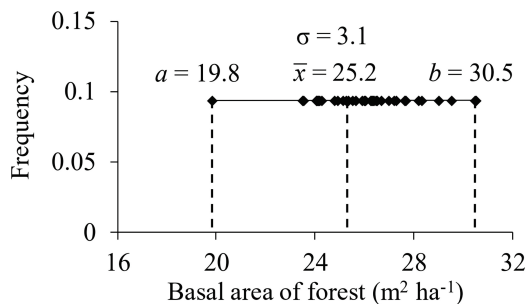 0.15
σ = 3.1
a = 19.8
x̅ = 25.2
b = 30.5
0.1
Frequency
0.05
0
16
20
24
28
32
Basal area of forest (m² ha⁻¹)